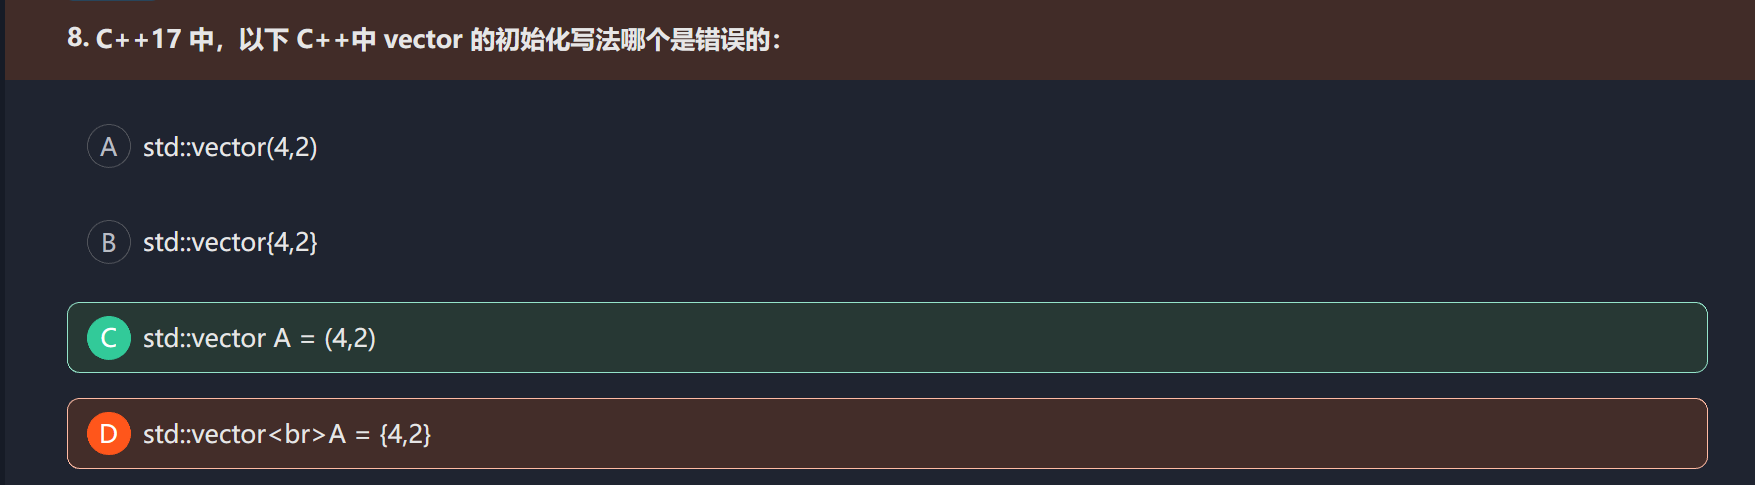 8. C++17 中，以下 C++中 vector 的初始化写法哪个是错误的：
A std::vector(4,2)
B std::vector{4,2}
C std::vector A = (4,2)
D std::vector<br>A = {4,2}